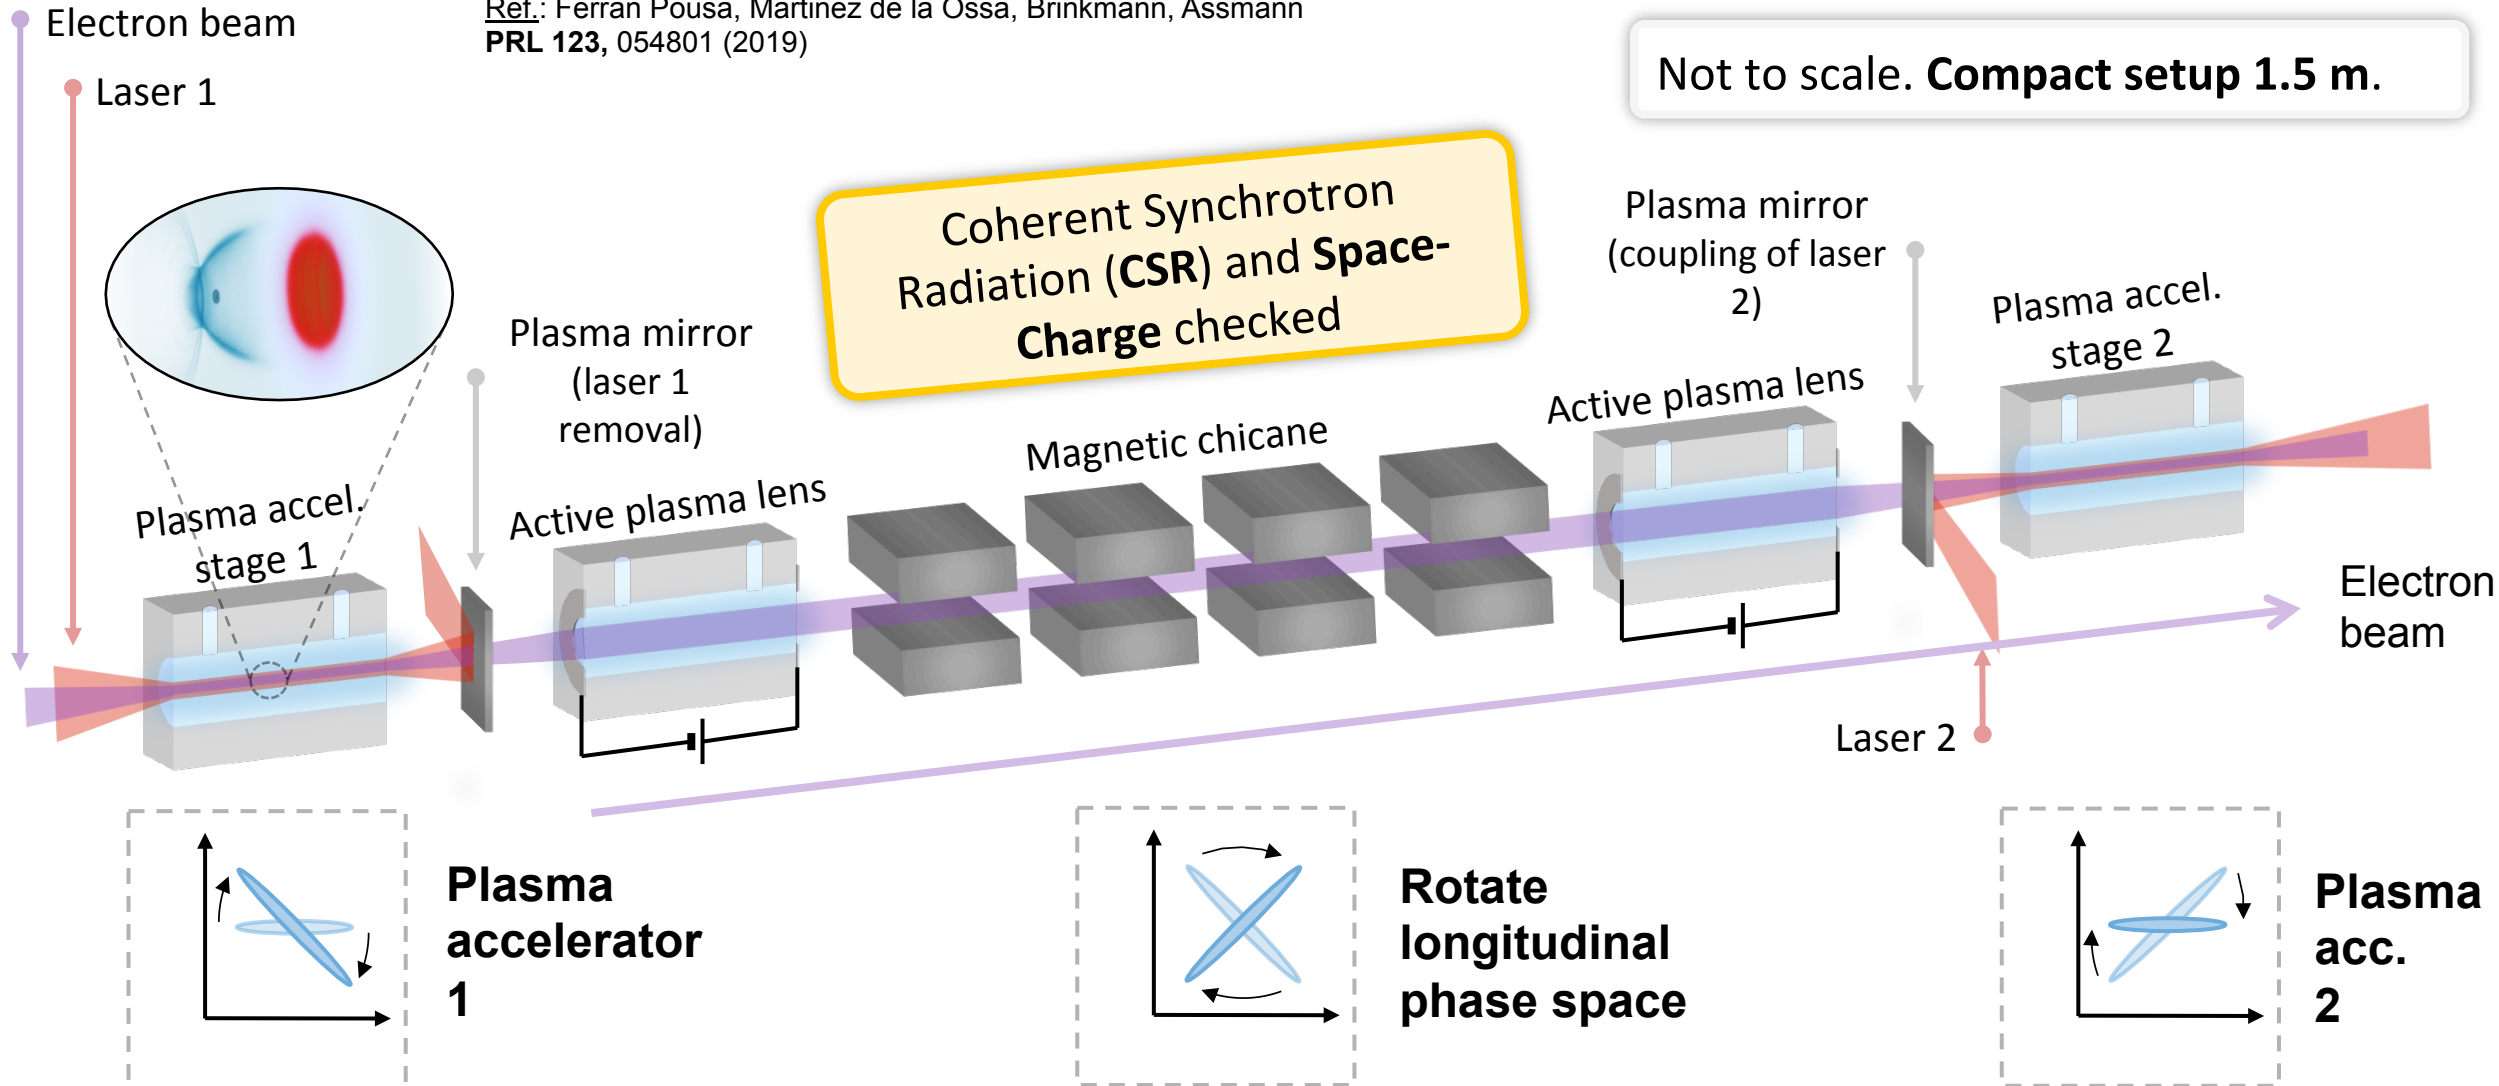 Ref.: Ferran Pousa, Martinez de la Ossa, Brinkmann, Assmann
PRL 123, 054801 (2019)
Electron beam
Laser 1
Not to scale. Compact setup 1.5 m.
Coherent Synchrotron
Radiation (CSR) and Space-
Charge checked
Plasma mirror
(coupling of laser
2)
Plasma accel.
stage 2
Plasma mirror
(laser 1
removal)
Active plasma lens
Magnetic chicane
Active plasma lens
Plasma accel.
stage 1
Electron
beam
Laser 2
Plasma
accelerator
1
Rotate
longitudinal
phase space
Plasma
acc.
2